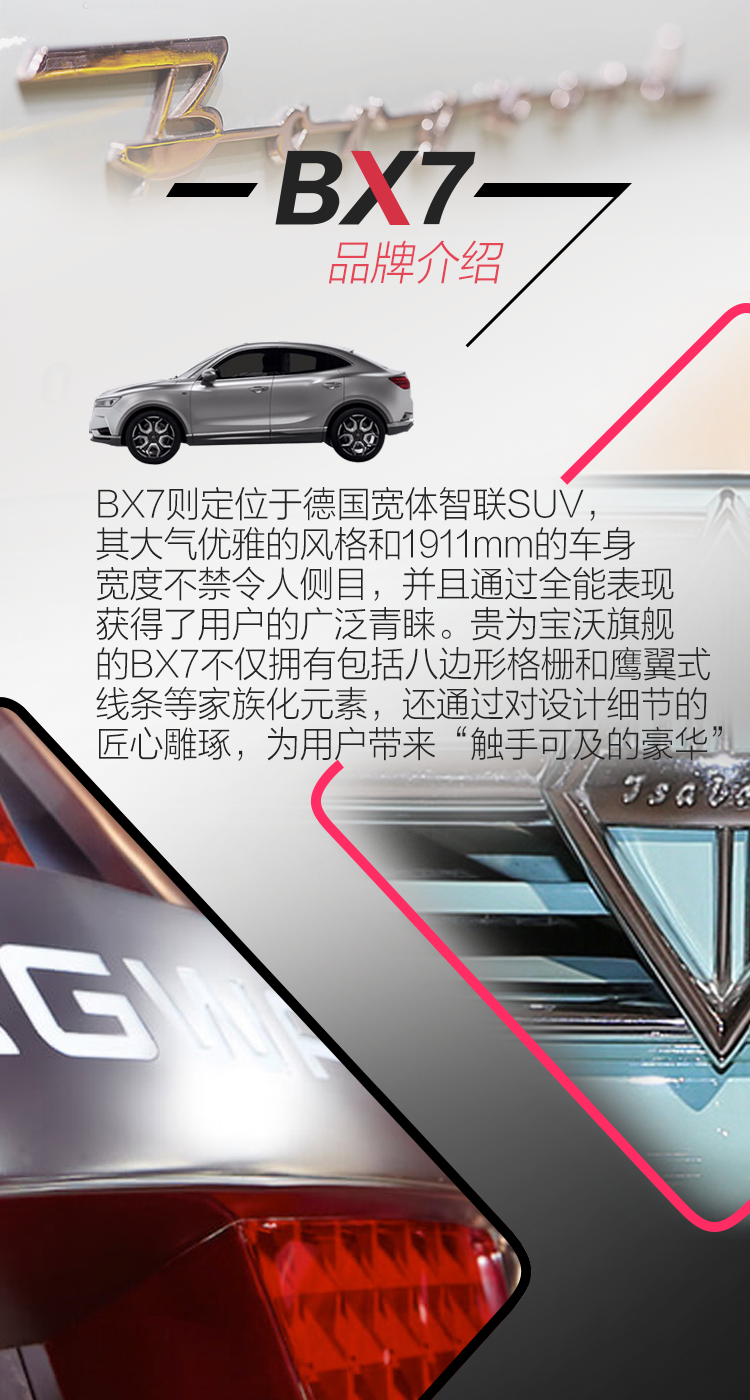 BX7
品牌介绍
BX7则定位于德国宽体智联SUV，
其大气优雅的风格和1911mm的车身
宽度不禁令人侧目，并且通过全能表现
获得了用户的广泛青睐。贵为宝沃旗舰
的BX7不仅拥有包括八边形格栅和鹰翼式
线条等家族化元素，还通过对设计细节的
匠心雕琢，为用户带来“触手可及的豪华”